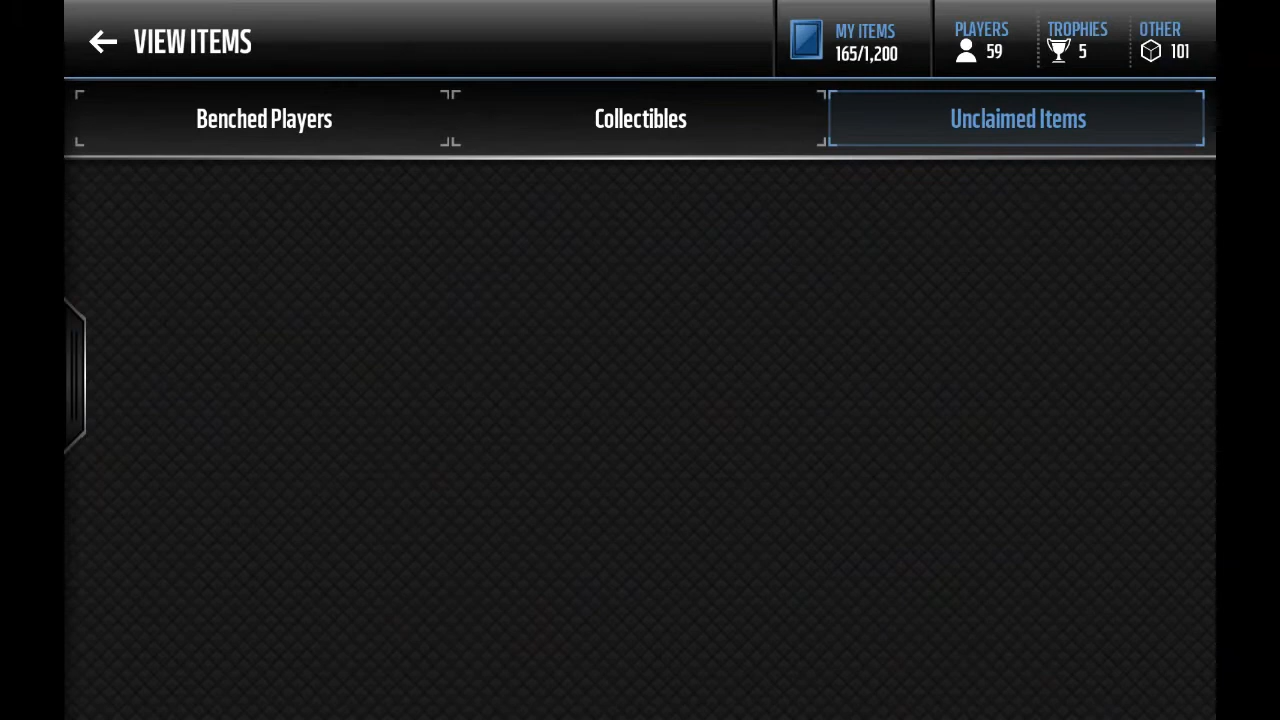 VIEW ITEMS
MY ITEMS
165/1,200
PLAYERS
59
TROPHIES
5
OTHER
101
Benched Players
Collectibles
Unclaimed Items